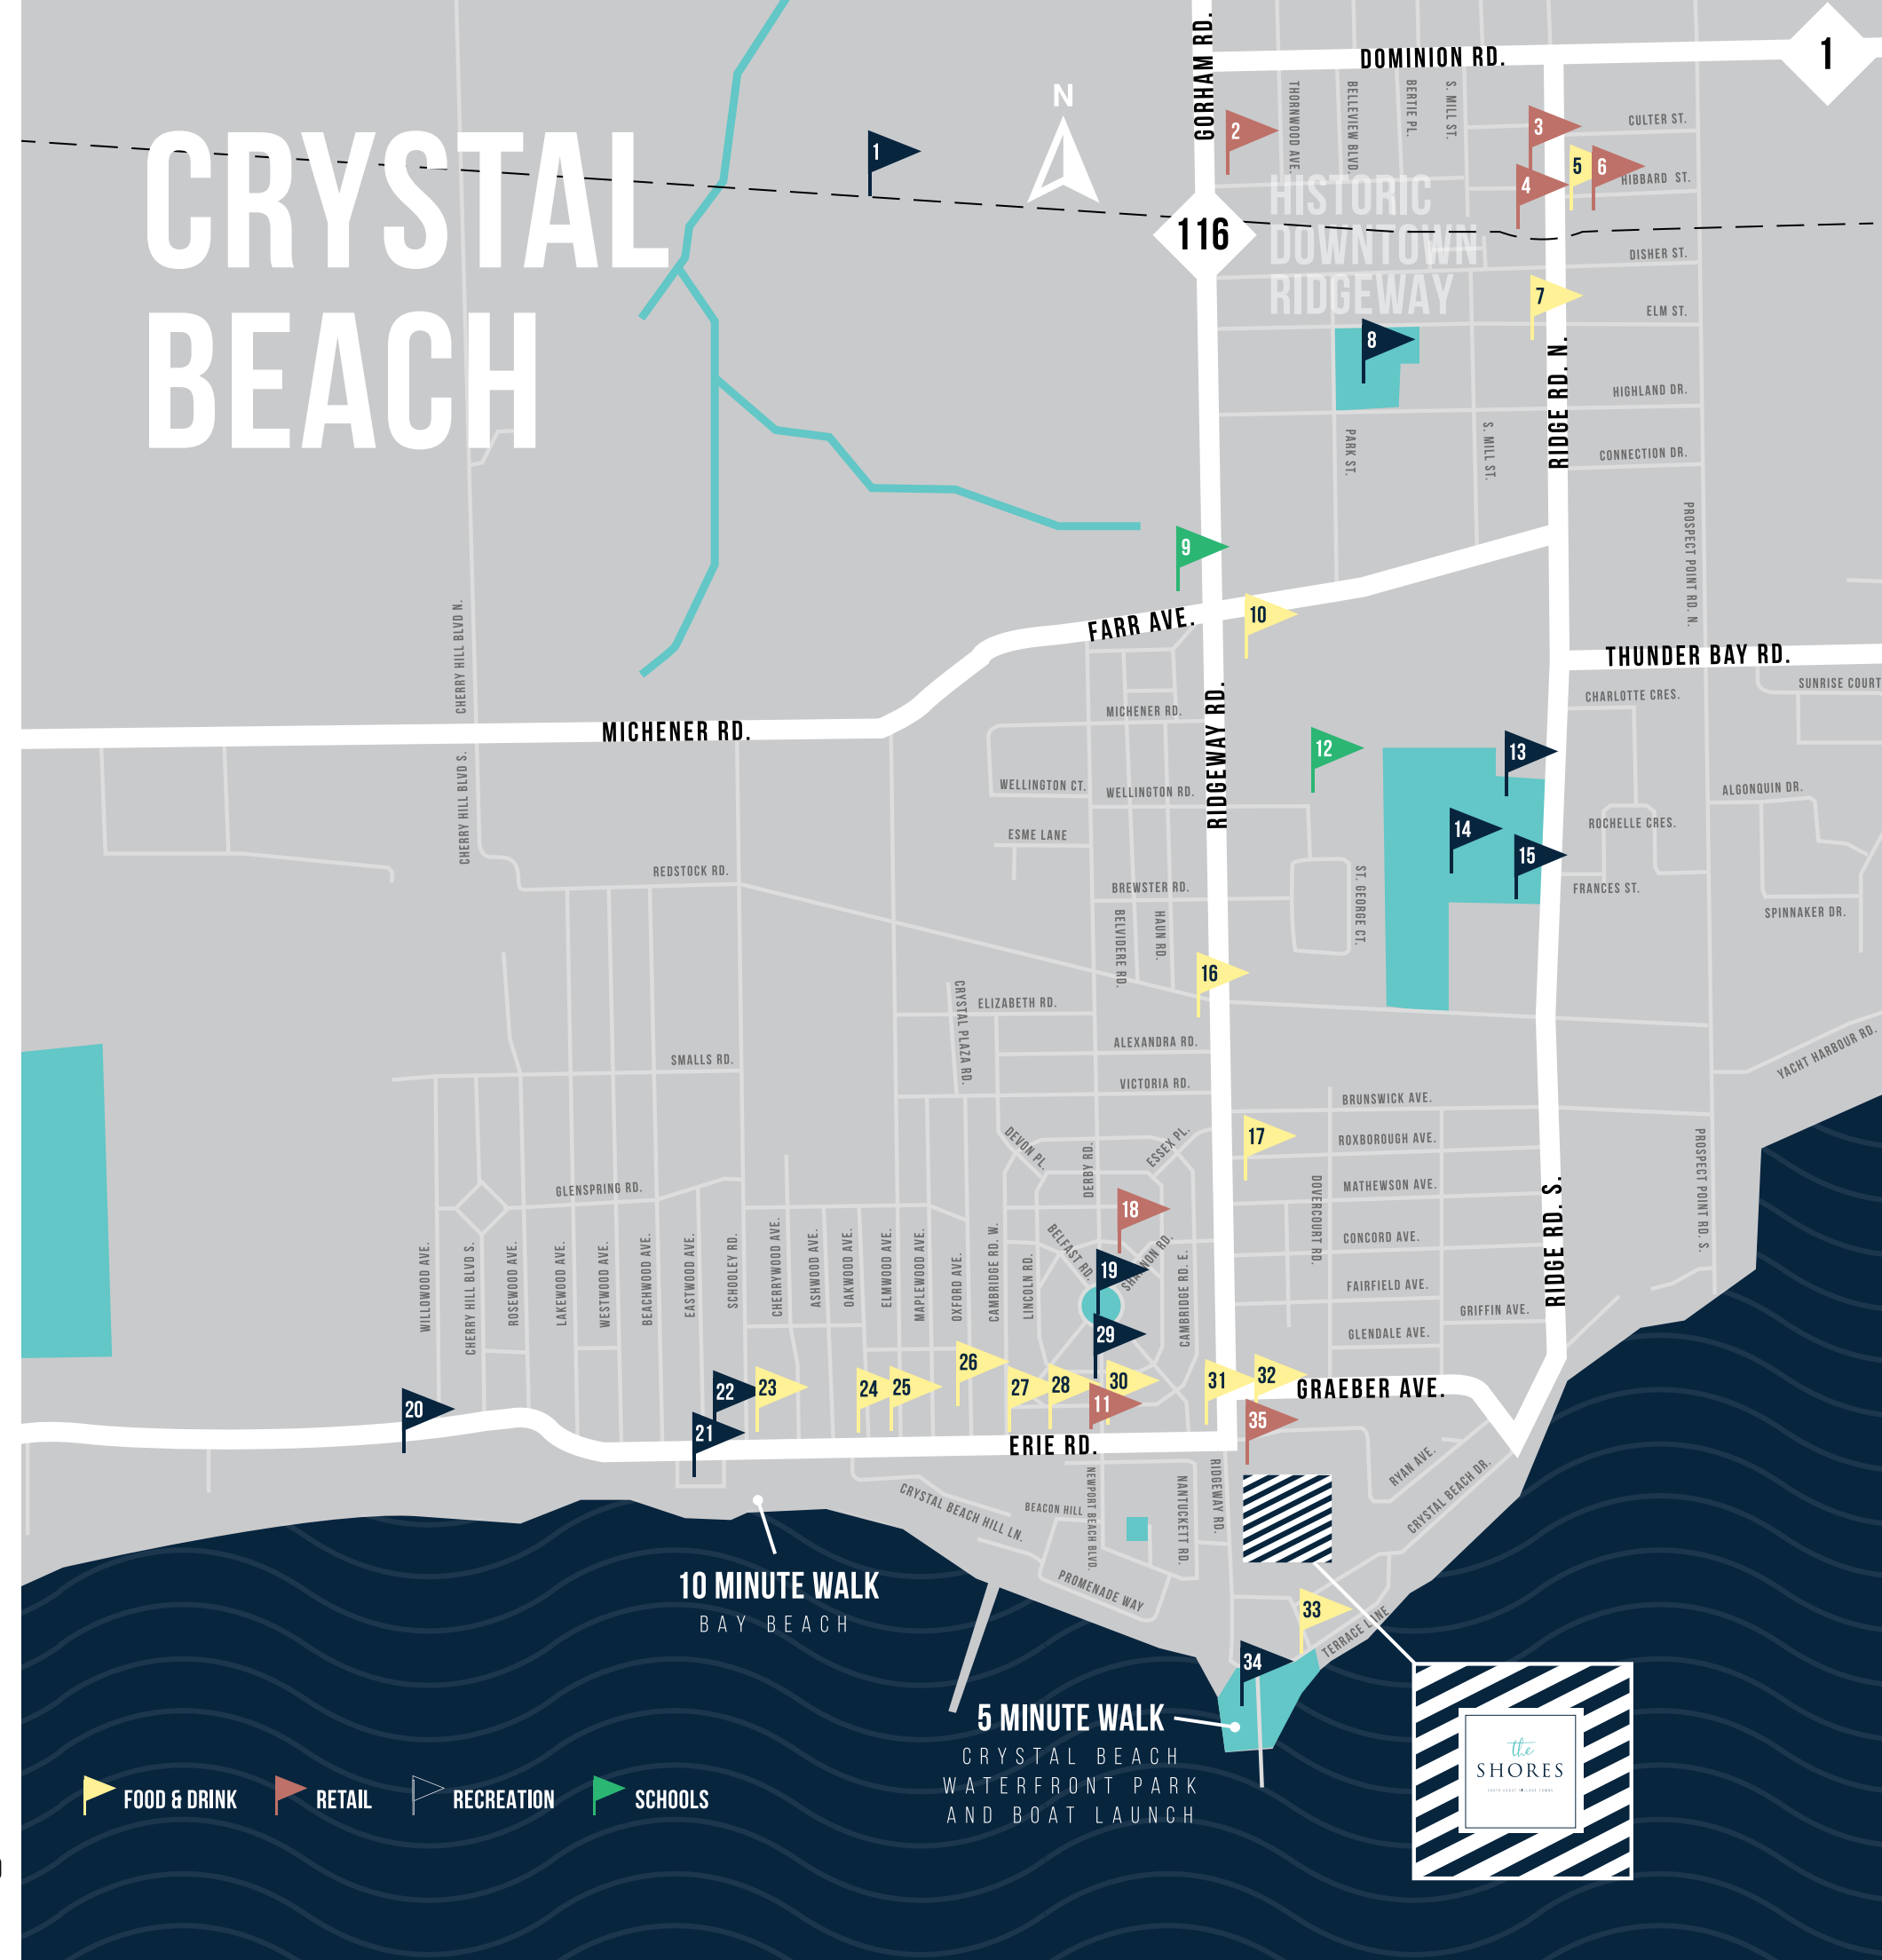 CRYSTAL
BEACH
N
GORHAM RD.
DOMINION RD.
1
THORNWOOD AVE.
BELLEVIEW BLVD.
BERTIE PL.
S. MILL ST.
CULTER ST.
HIBBARD ST.
1
2
3
4
5
6
116
HISTORIC
DOWNTOWN
RIDGEWAY
DISHER ST.
7
ELM ST.
8
RIDGE RD. N.
HIGHLAND DR.
PARK ST.
S. MILL ST.
CONNECTION DR.
PROSPECT POINT RD. N.
9
10
FARR AVE.
THUNDER BAY RD.
CHERRY HILL BLVD N.
MICHENER RD.
CHERRY HILL BLVD S.
MICHENER RD.
RIDGEWAY RD.
CHARLOTTE CRES.
SUNRISE COURT
12
13
14
15
WELLINGTON CT.
WELLINGTON RD.
ALGONQUIN DR.
ESME LANE
ROCHELLE CRES.
REDSTOCK RD.
BREWSTER RD.
ST. GEORGE CT.
FRANCES ST.
SPINNAKER DR.
BELVIDERE RD.
HAUN RD.
16
CRYSTAL PLAZA RD.
ELIZABETH RD.
ALEXANDRA RD.
SMALLS RD.
VICTORIA RD.
YACHT HARBOUR RD.
BRUNSWICK AVE.
17
ROXBOROUGH AVE.
DEVON PL.
DERBY RD.
ESSEX PL.
PROSPECT POINT RD. S.
GLENSPRING RD.
MATHEWSON AVE.
DOVERCOURT RD.
RIDGE RD. S.
18
CONCORD AVE.
BELFAST RD.
SHANNON RD.
19
FAIRFIELD AVE.
GRIFFIN AVE.
GLENDALE AVE.
WILLOWOOD AVE.
CHERRY HILL BLVD S.
ROSEWOOD AVE.
LAKEWOOD AVE.
WESTWOOD AVE.
BEACHWOOD AVE.
EASTWOOD AVE.
SCHOOLEY RD.
CHERRYWOOD AVE.
ASHWOOD AVE.
OAKWOOD AVE.
ELMWOOD AVE.
MAPLEWOOD AVE.
OXFORD AVE.
CAMBRIDGE RD. W.
LINCOLN RD.
CAMBRIDGE RD. E.
29
20
21
22
23
24
25
26
27
28
30
11
31
32
GRAEBER AVE.
35
ERIE RD.
RYAN AVE.
CRYSTAL BEACH DR.
CRYSTAL BEACH HILL LN.
BEACON HILL
NEWPORT BEACH BLVD.
NANTUCKETT RD.
RIDGEWAY RD.
PROMENADE WAY
33
TERRACE LANE
34
10 MINUTE WALK
BAY BEACH
5 MINUTE WALK
CRYSTAL BEACH
WATERFRONT PARK
AND BOAT LAUNCH
the
SHORES
FOOD & DRINK
RETAIL
RECREATION
SCHOOLS